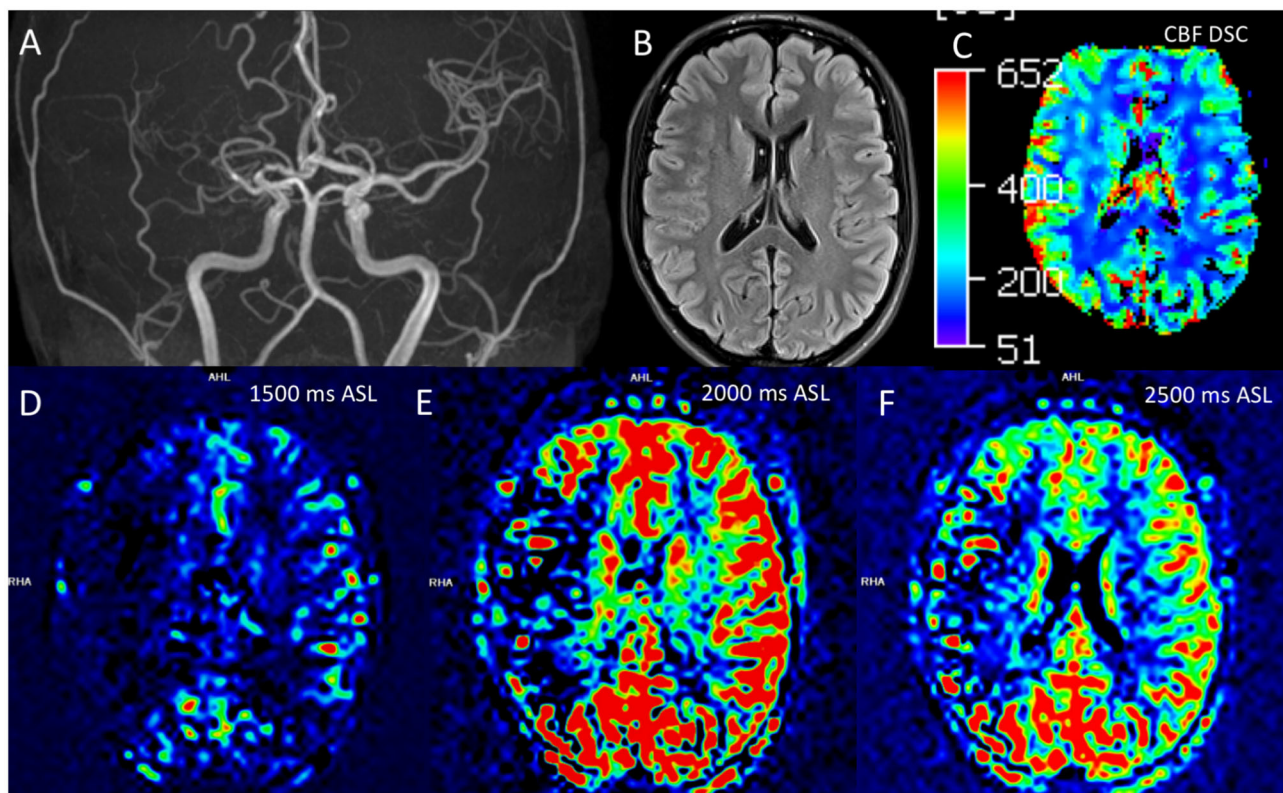 A
B
C
CBF DSC
652
400
200
51
D
AHL
1500 ms ASL
RHA
E
AHL
2000 ms ASL
RHA
F
AHL
2500 ms ASL
RHA